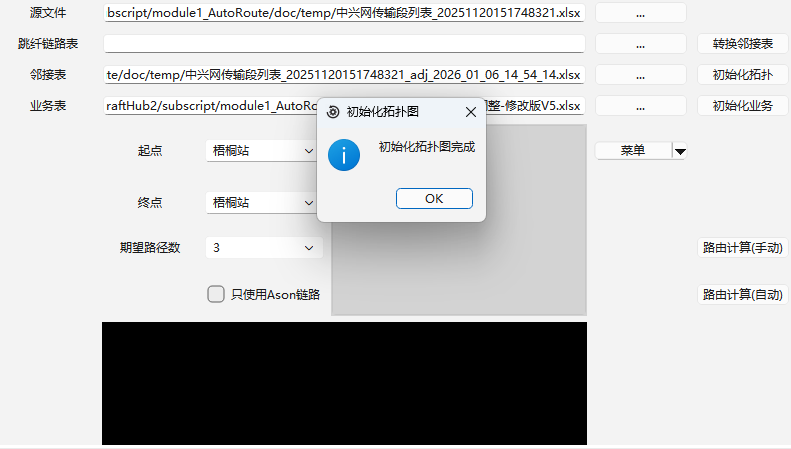 源文件 bscript/module1_AutoRoute/doc/temp/中兴网传输段列表_20251120151748321.xlsx ...
跳纤链路表 ... 转换邻接表
邻接表 te/doc/temp/中兴网传输段列表_20251120151748321_adj_2026_01_06_14_54_14.xlsx ... 初始化拓扑
业务表 raftHub2/subscript/module1_AutoRo 整-修改版V5.xlsx ... 初始化业务
初始化拓扑图
初始化拓扑图完成
OK
起点 梧桐站 菜单
终点 梧桐站
期望路径数 3 路由计算(手动)
只使用Ason链路 路由计算(自动)